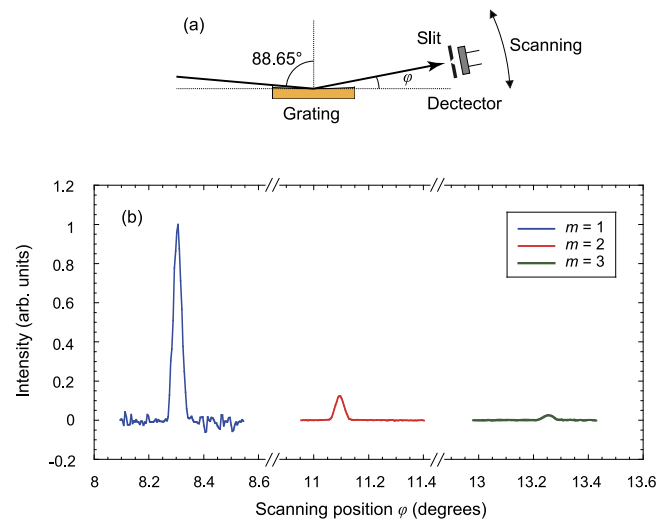 (a)
88.65°
Slit
Scanning
φ
Grating
Dectector
(b)
m = 1
m = 2
m = 3
Intensity (arb. units)
1.2
1
0.8
0.6
0.4
0.2
0
-0.2
8 8.2 8.4 8.6 11 11.2 11.4 13 13.2 13.4 13.6
Scanning position φ (degrees)